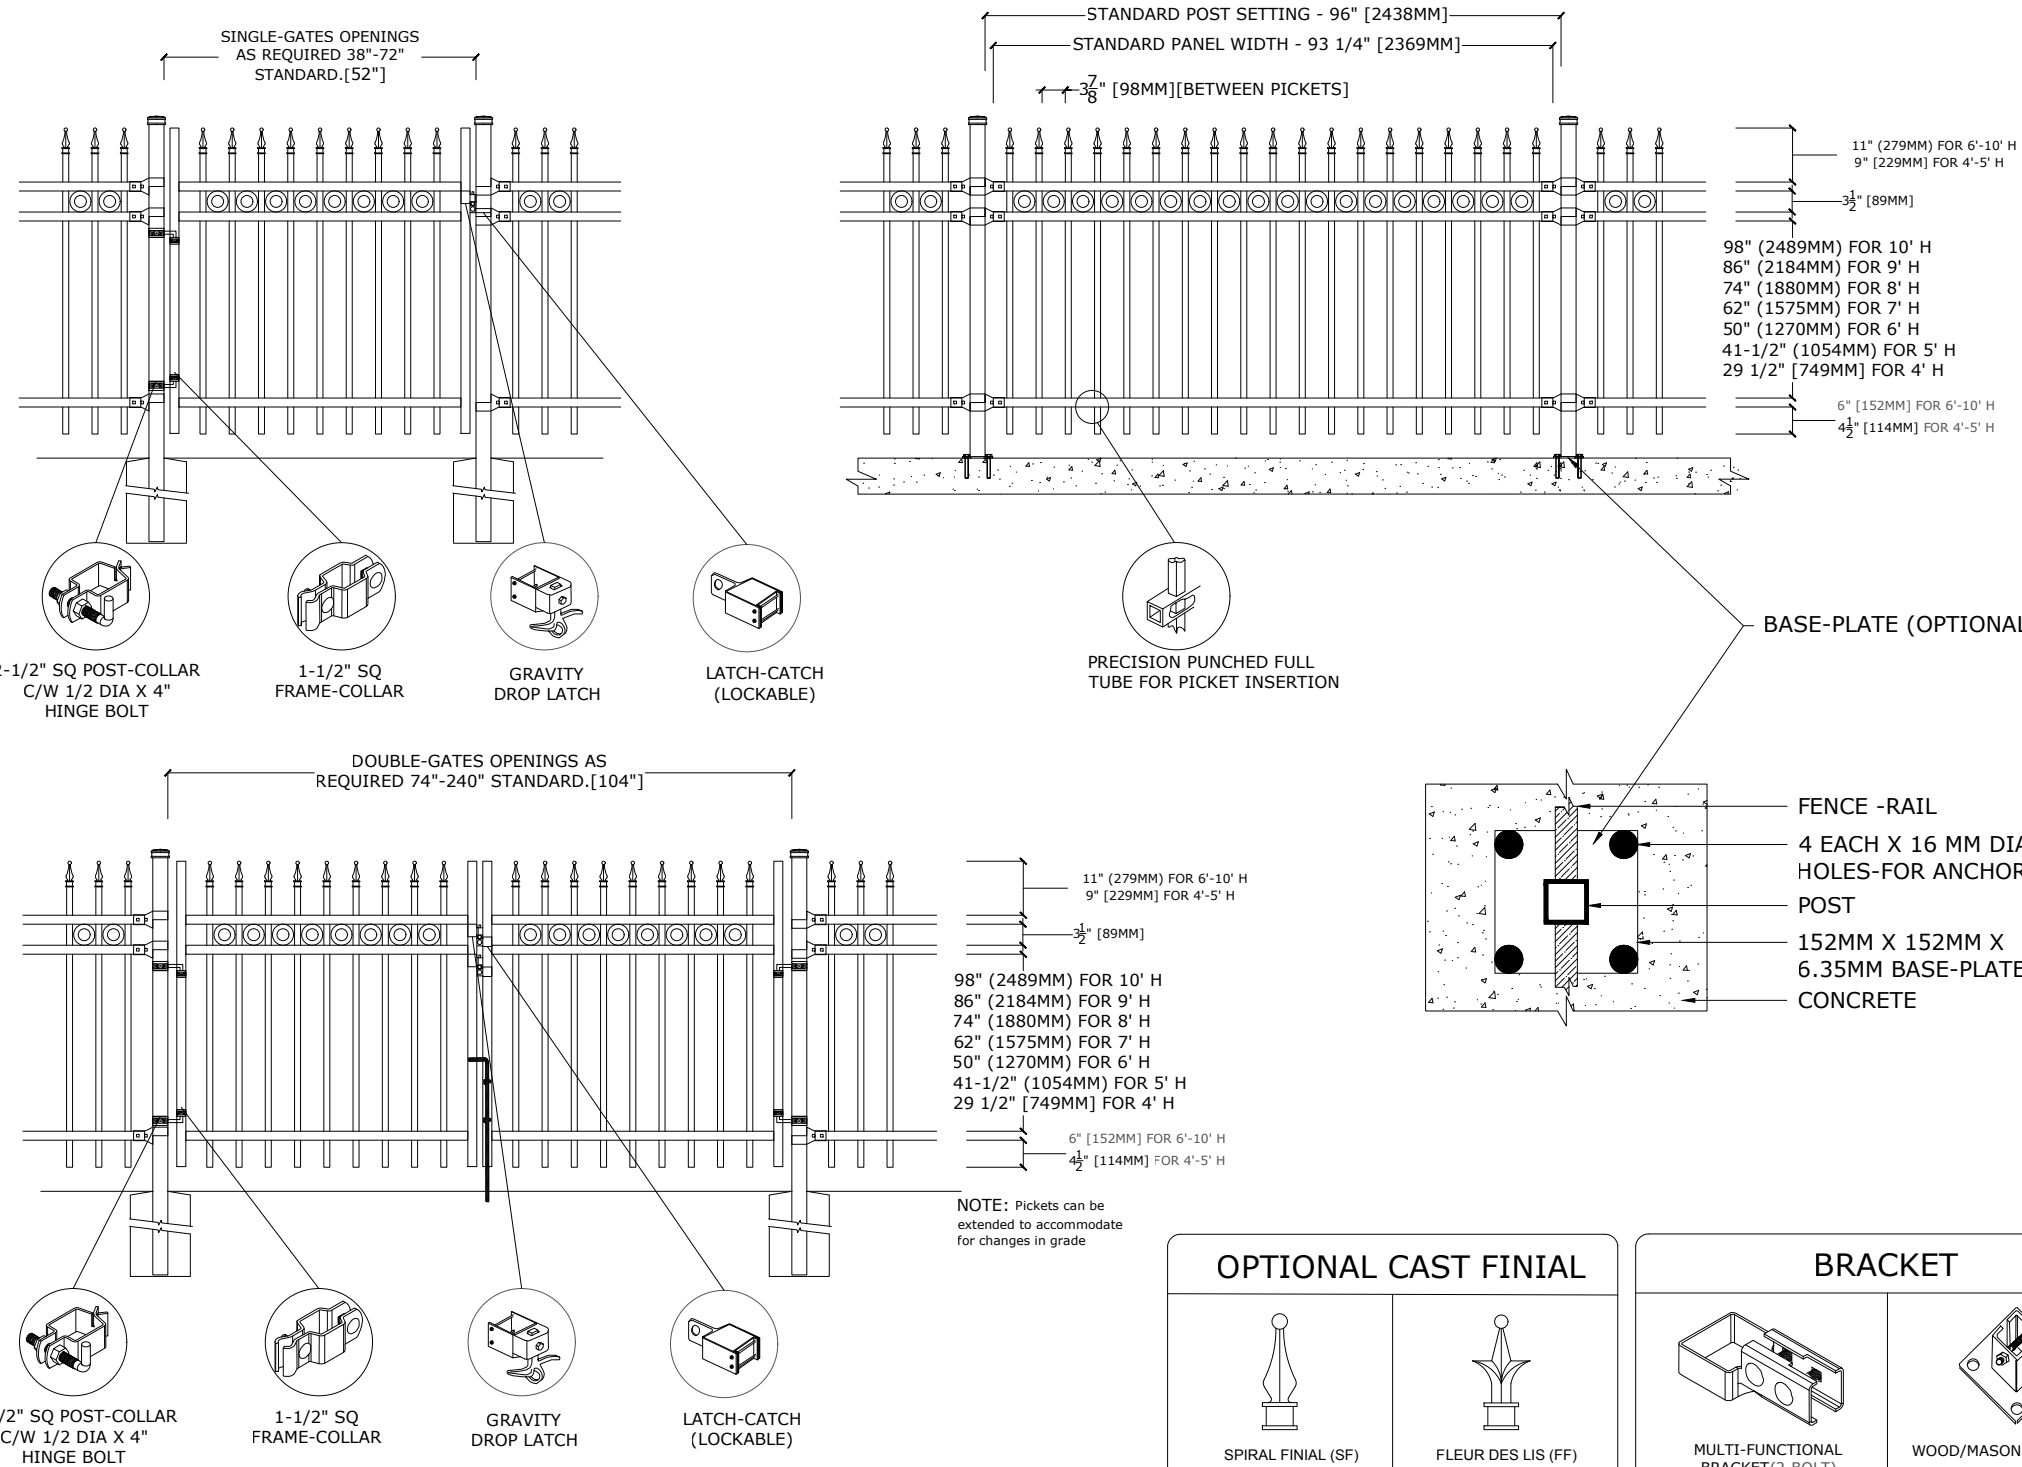 SINGLE-GATES OPENINGS
AS REQUIRED 38"-72"
STANDARD.[52"]
STANDARD POST SETTING - 96" [2438MM]
STANDARD PANEL WIDTH - 93 1/4" [2369MM]
3 7/8" [98MM][BETWEEN PICKETS]
11" (279MM) FOR 6'-10' H
9" [229MM] FOR 4'-5' H
3 1/2" [89MM]
98" (2489MM) FOR 10' H
86" (2184MM) FOR 9' H
74" (1880MM) FOR 8' H
62" (1575MM) FOR 7' H
50" (1270MM) FOR 6' H
41-1/2" (1054MM) FOR 5' H
29 1/2" [749MM] FOR 4' H
6" [152MM] FOR 6'-10' H
4 1/2" [114MM] FOR 4'-5' H
2-1/2" SQ POST-COLLAR
C/W 1/2 DIA X 4"
HINGE BOLT
1-1/2" SQ
FRAME-COLLAR
GRAVITY
DROP LATCH
LATCH-CATCH
(LOCKABLE)
PRECISION PUNCHED FULL
TUBE FOR PICKET INSERTION
BASE-PLATE (OPTIONAL
FENCE -RAIL
4 EACH X 16 MM DIA
HOLES-FOR ANCHOR
POST
152MM X 152MM X
6.35MM BASE-PLATE
CONCRETE
DOUBLE-GATES OPENINGS AS
REQUIRED 74"-240" STANDARD.[104"]
11" (279MM) FOR 6'-10' H
9" [229MM] FOR 4'-5' H
3 1/2" [89MM]
98" (2489MM) FOR 10' H
86" (2184MM) FOR 9' H
74" (1880MM) FOR 8' H
62" (1575MM) FOR 7' H
50" (1270MM) FOR 6' H
41-1/2" (1054MM) FOR 5' H
29 1/2" [749MM] FOR 4' H
6" [152MM] FOR 6'-10' H
4 1/2" [114MM] FOR 4'-5' H
NOTE: Pickets can be
extended to accommodate
for changes in grade
/2" SQ POST-COLLAR
C/W 1/2 DIA X 4"
HINGE BOLT
1-1/2" SQ
FRAME-COLLAR
GRAVITY
DROP LATCH
LATCH-CATCH
(LOCKABLE)
OPTIONAL CAST FINIAL
SPIRAL FINIAL (SF)
FLEUR DES LIS (FF)
BRACKET
MULTI-FUNCTIONAL
BRACKET(2 BOLT)
WOOD/MASON